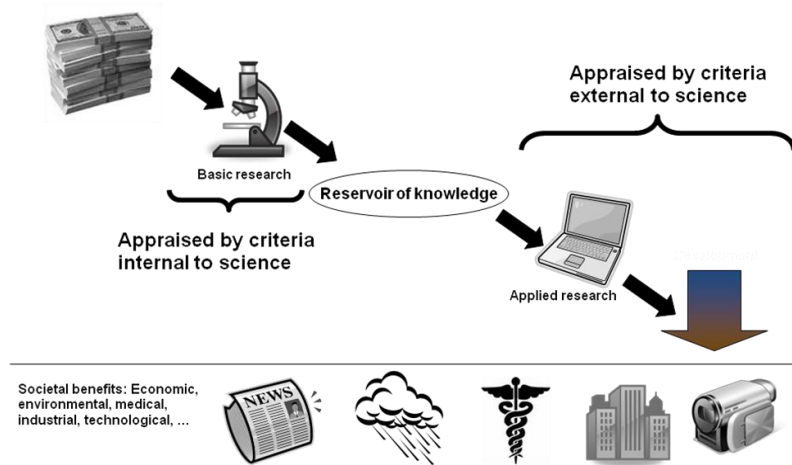 Appraised by criteria
external to science
Basic research
Reservoir of knowledge
Appraised by criteria
internal to science
Applied research
Societal benefits: Economic,
environmental, medical,
industrial, technological, ...
NEWS